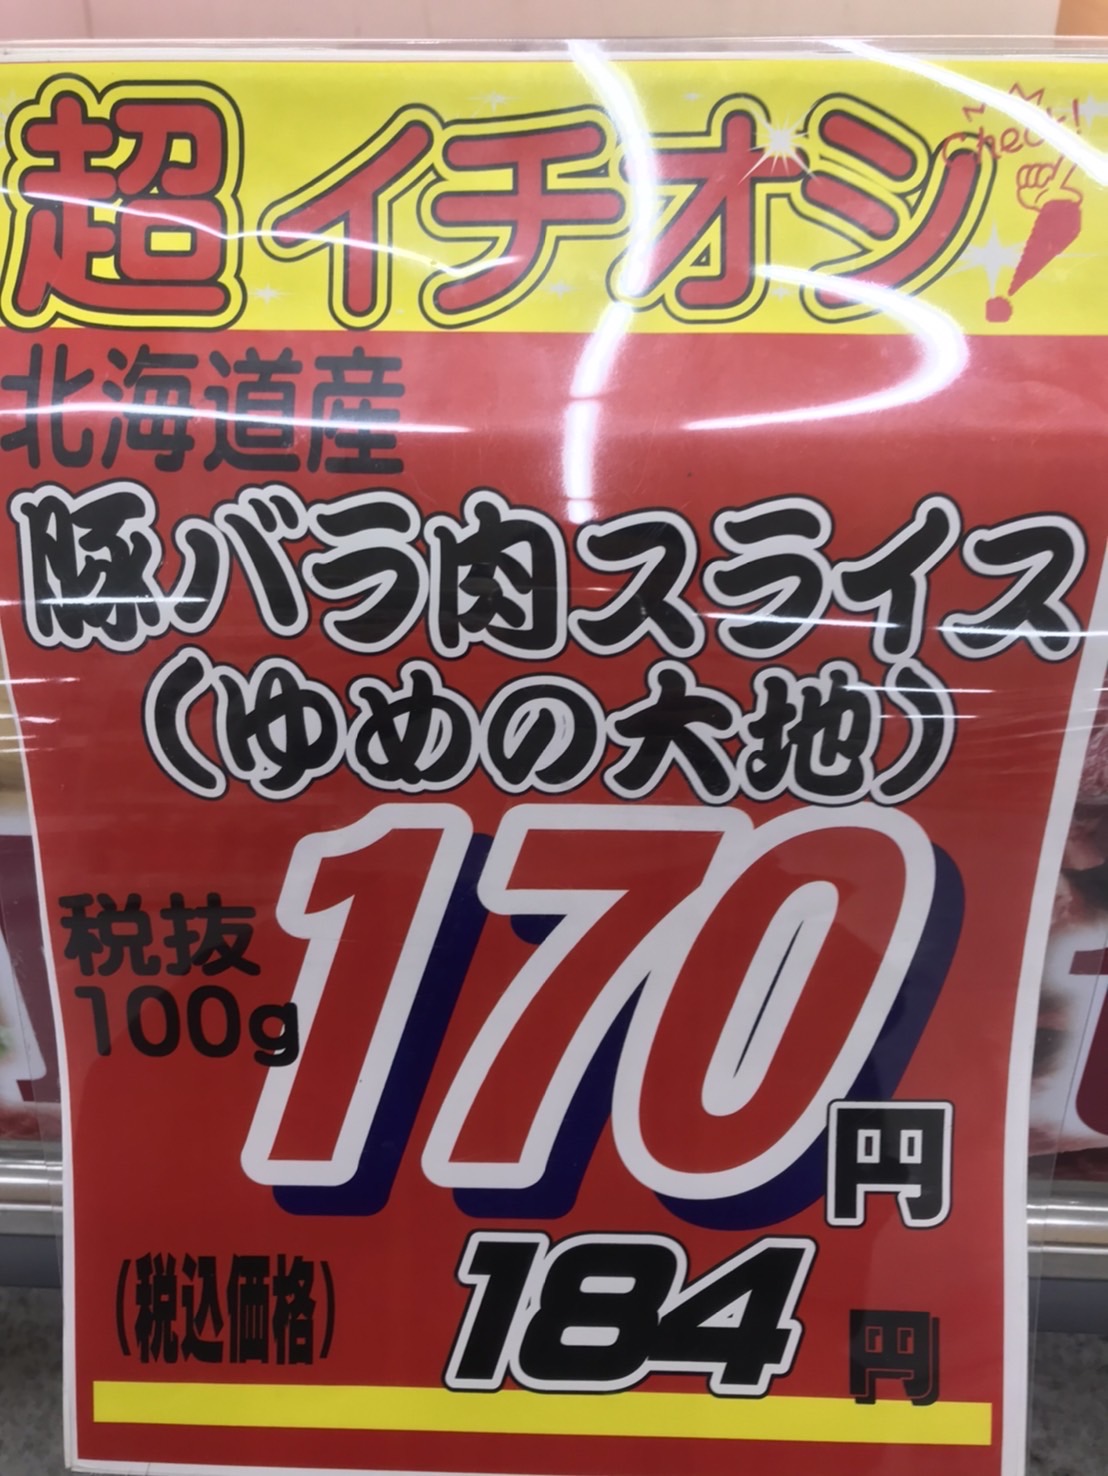 超イチオシ
Check!
北海道産
豚バラ肉スライス
(ゆめの大地)
税抜
100g
170円
(税込価格)
184円